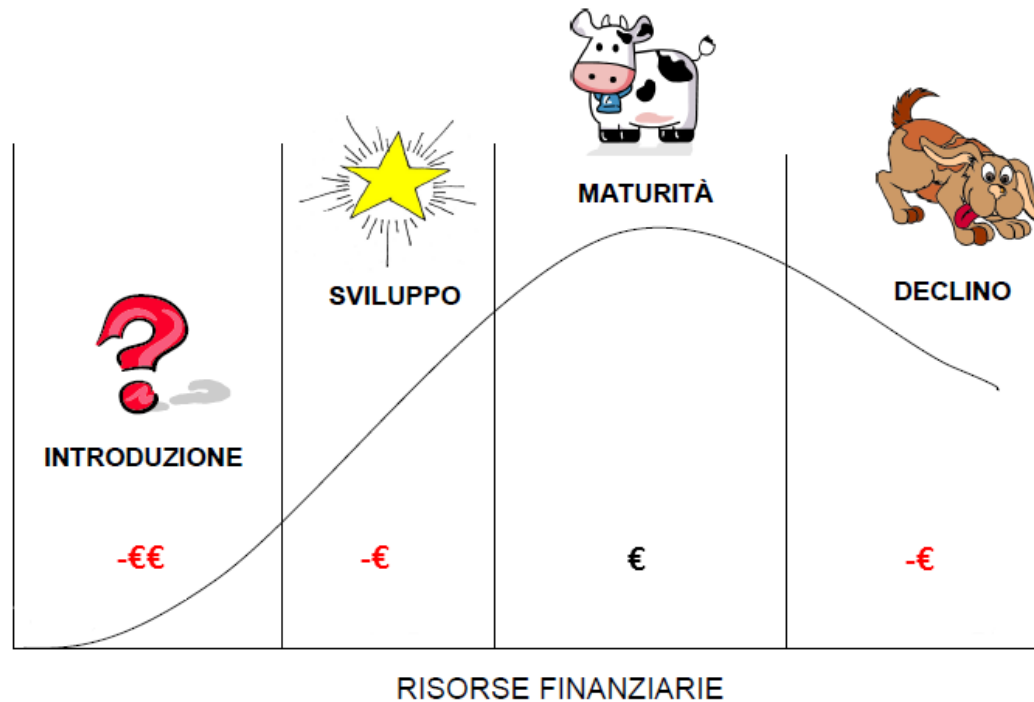 MATURITÀ
SVILUPPO
DECLINO
INTRODUZIONE
-€€
-€
€
-€
RISORSE FINANZIARIE